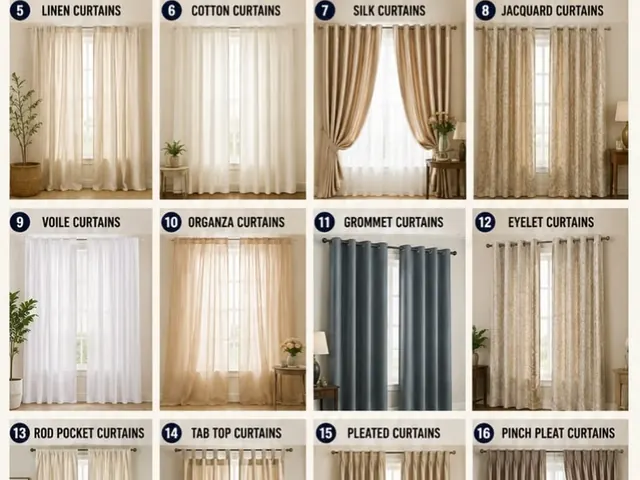 5 LINEN CURTAINS
6 COTTON CURTAINS
7 SILK CURTAINS
8 JACQUARD CURTAINS
9 VOILE CURTAINS
10 ORGANZA CURTAINS
11 GROMMET CURTAINS
12 EYELET CURTAINS
13 ROD POCKET CURTAINS
14 TAB TOP CURTAINS
15 PLEATED CURTAINS
16 PINCH PLEAT CURTAINS